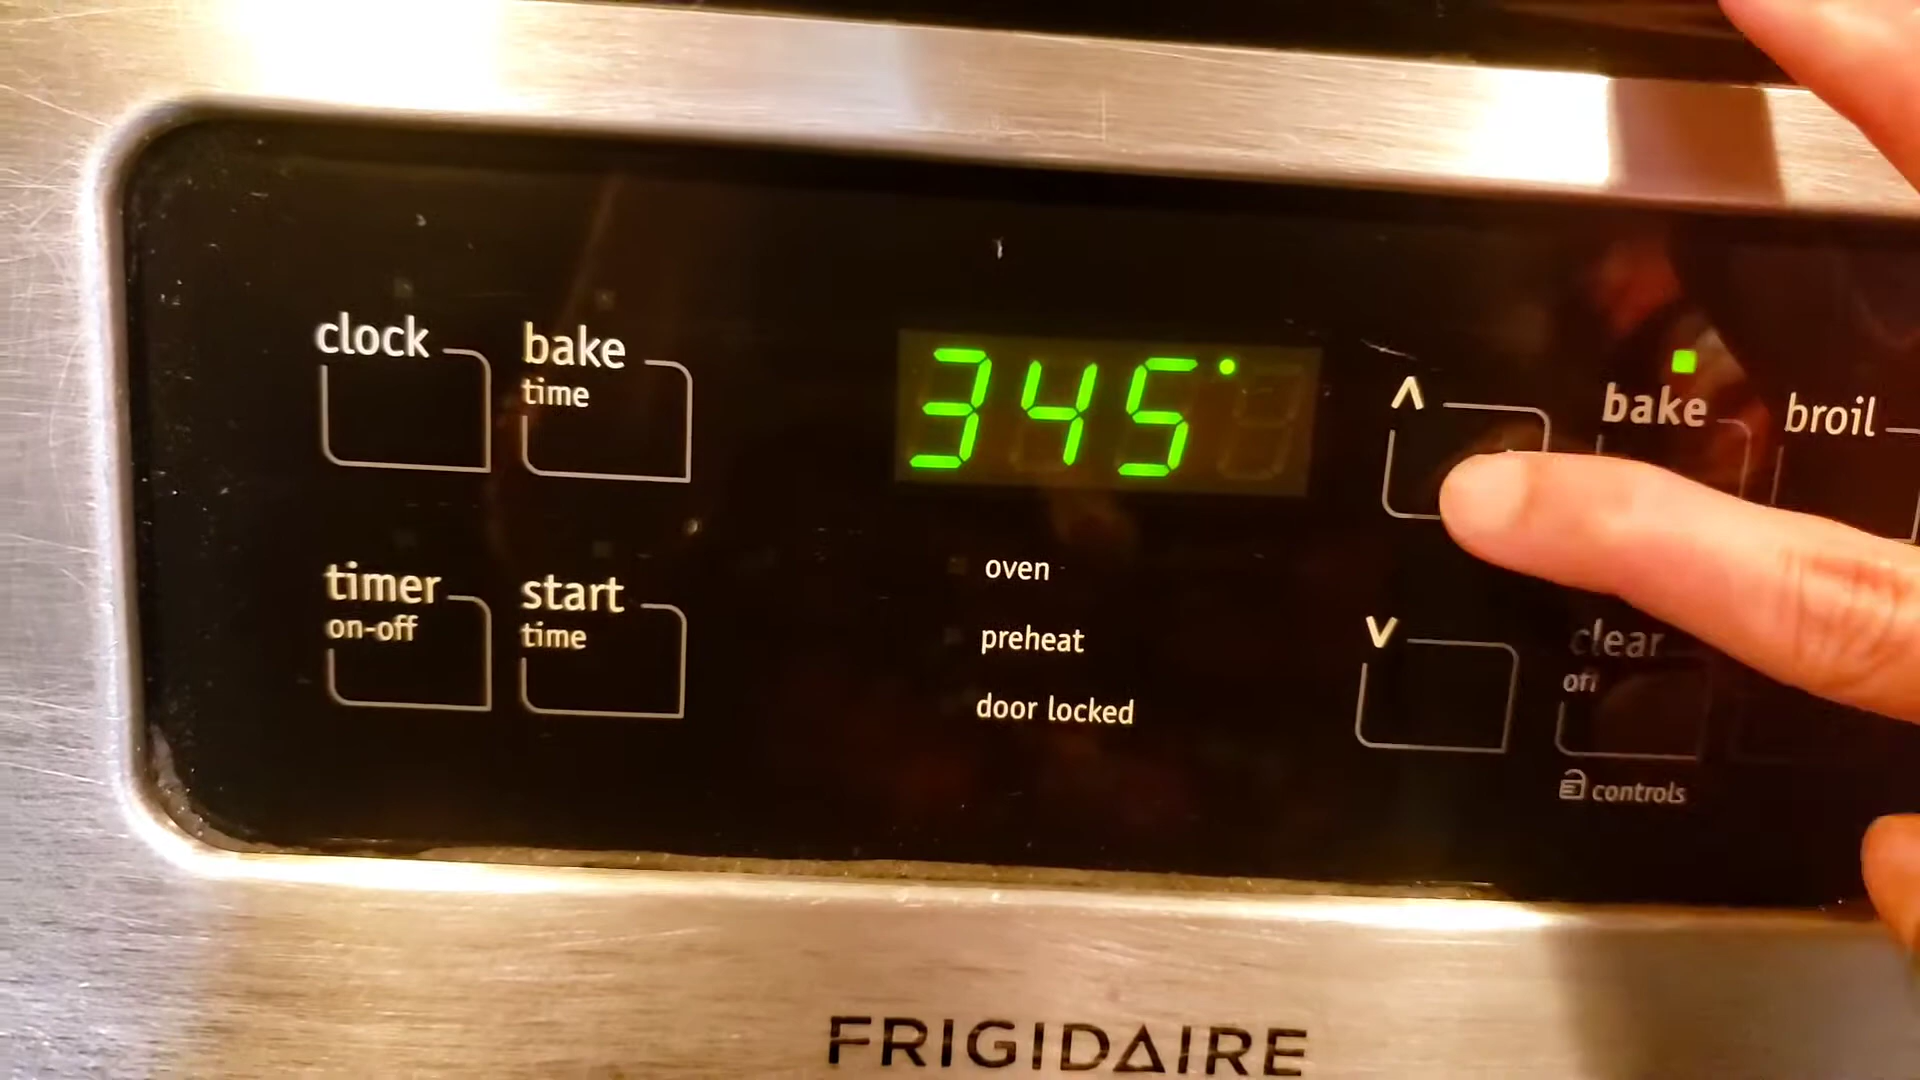 clock
bake
time
345°
^
bake
broil
timer
on-off
start
time
oven
preheat
door locked
v
clear
off
controls
FRIGIDAIRE